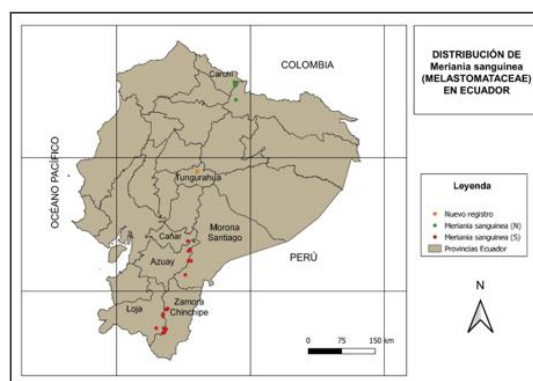 DISTRIBUCIÓN DE
Meriania sanguinea
(MELASTOMATACEAE)
EN ECUADOR
COLOMBIA
Carchi
OCÉANO PACÍFICO
Tungurahua
Morona
Santiago
Cañar
Azuay
PERÚ
Loja
Zamora
Chinchipe
Leyenda
Nuevo registro
Meriania sanguinea (N)
Meriania sanguinea (S)
Provincias Ecuador
N
0 75 150 km